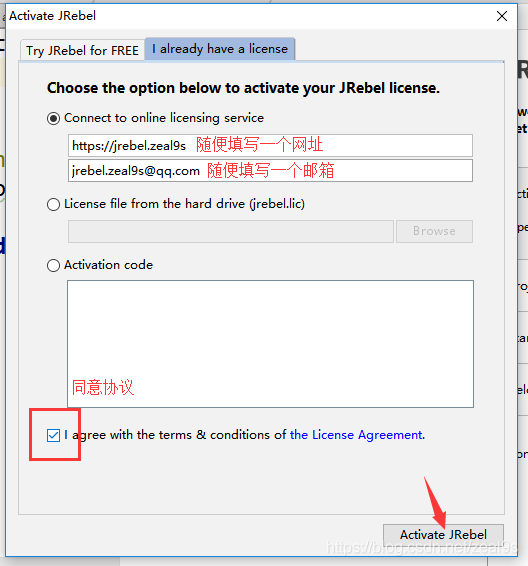 Activate JRebel
Try JRebel for FREE
I already have a license
Choose the option below to activate your JRebel license.
Connect to online licensing service
https://jrebel.zeal9s 随便填写一个网址
jrebel.zeal9s@qq.com 随便填写一个邮箱
License file from the hard drive (jrebel.lic)
Browse
Activation code
同意协议
I agree with the terms & conditions of the License Agreement.
Activate JRebel
https://blog.csdn.net/zeal9s